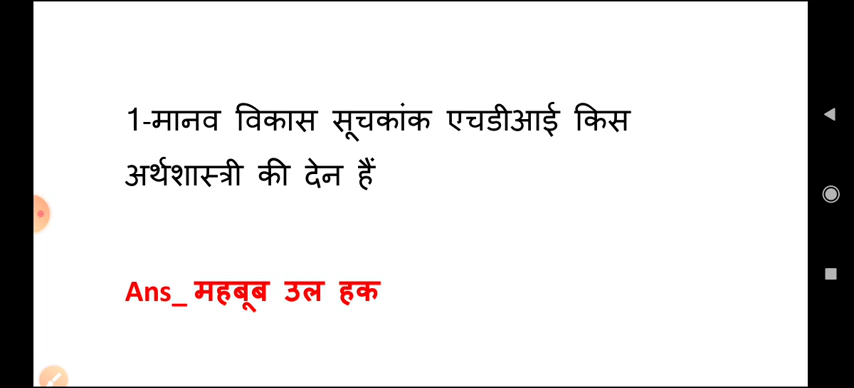 1-मानव विकास सूचकांक एचडीआई किस
अर्थशास्त्री की देन हैं
Ans_ महबूब उल हक